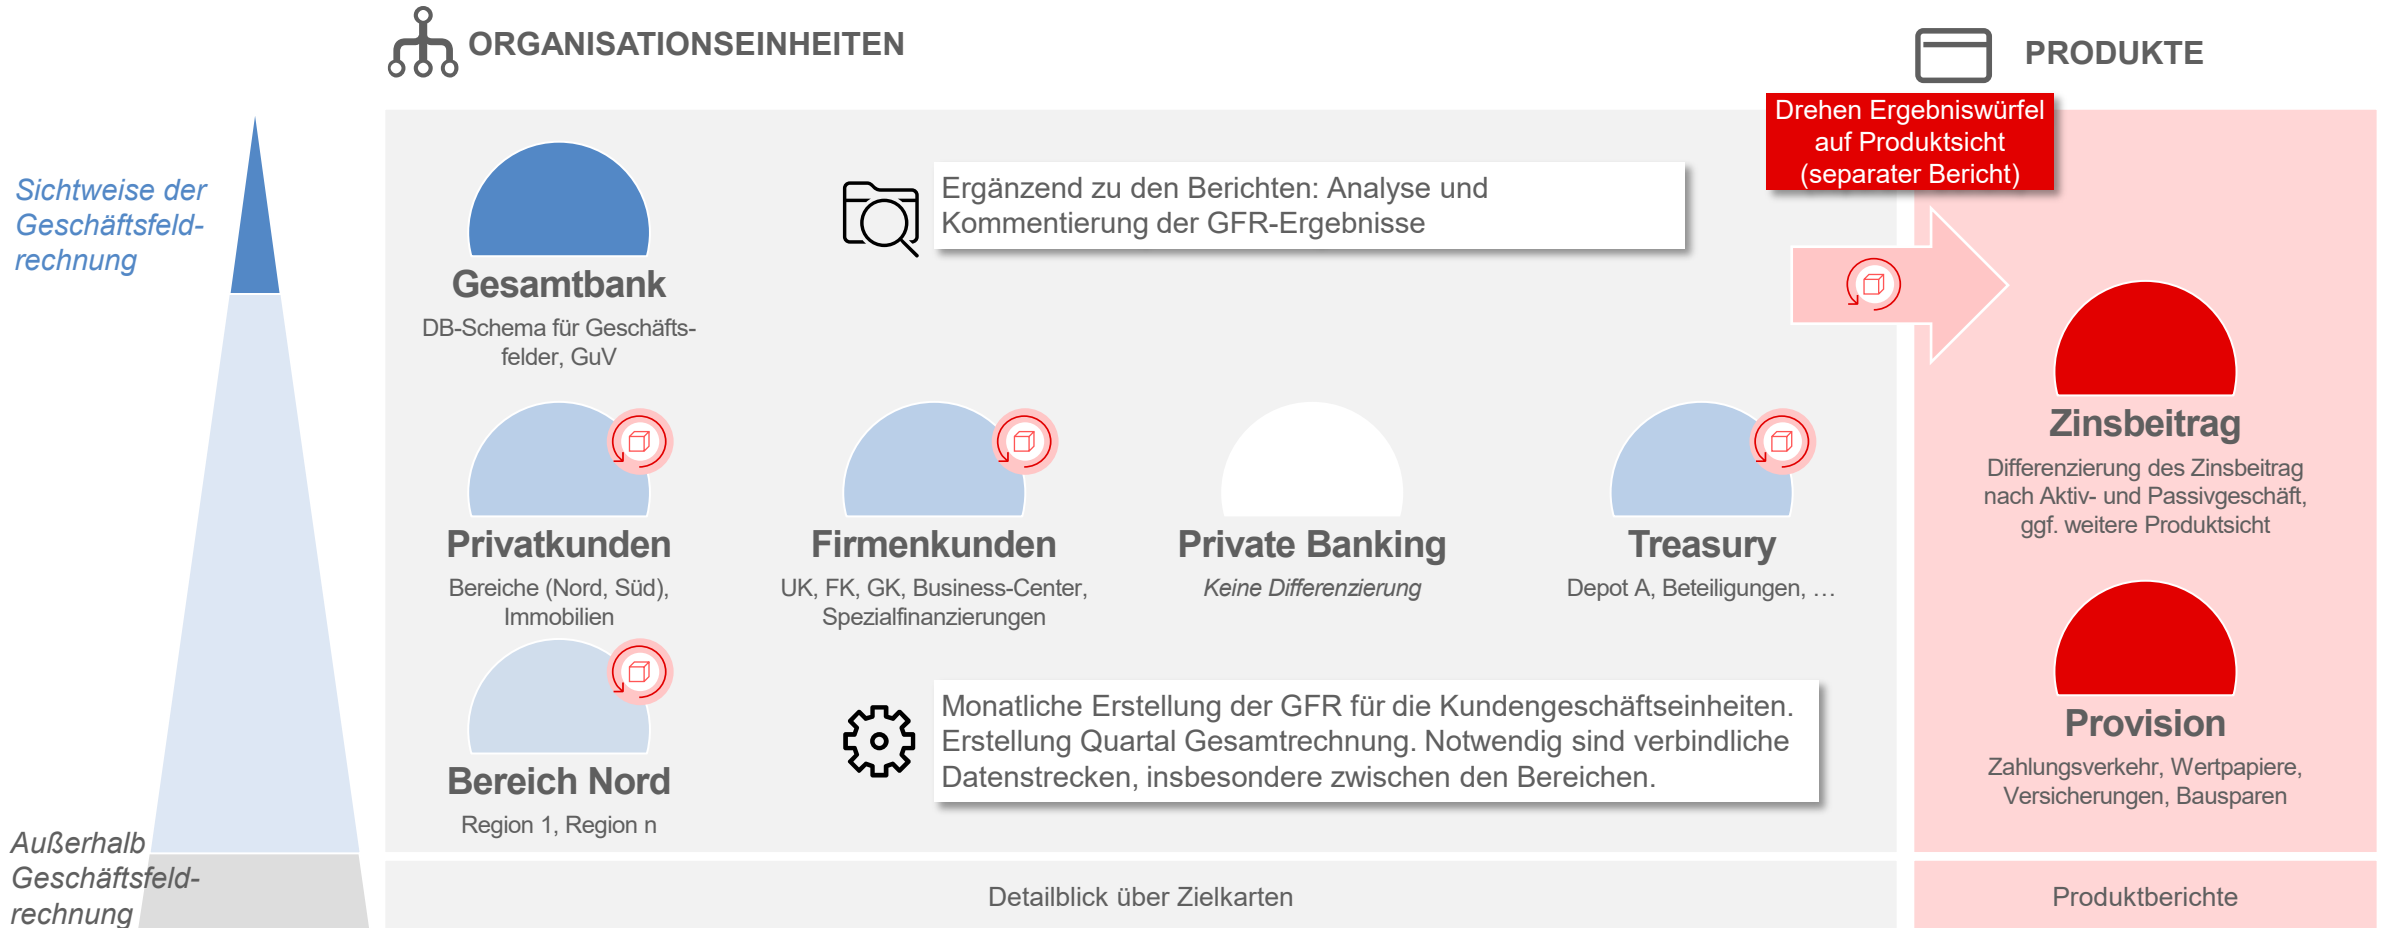 ORGANISATIONSEINHEITEN
PRODUKTE
Drehen Ergebniswürfel
auf Produktsicht
(separater Bericht)
Sichtweise der
Geschäftsfeld-
rechnung
Ergänzend zu den Berichten: Analyse und
Kommentierung der GFR-Ergebnisse
Gesamtbank
DB-Schema für Geschäfts-
felder, GuV
Zinsbeitrag
Differenzierung des Zinsbeitrag
nach Aktiv- und Passivgeschäft,
ggf. weitere Produktsicht
Privatkunden
Bereiche (Nord, Süd),
Immobilien
Firmenkunden
UK, FK, GK, Business-Center,
Spezialfinanzierungen
Private Banking
Keine Differenzierung
Treasury
Depot A, Beteiligungen, …
Bereich Nord
Region 1, Region n
Monatliche Erstellung der GFR für die Kundengeschäftseinheiten.
Erstellung Quartal Gesamtrechnung. Notwendig sind verbindliche
Datenstrecken, insbesondere zwischen den Bereichen.
Provision
Zahlungsverkehr, Wertpapiere,
Versicherungen, Bausparen
Außerhalb
Geschäftsfeld-
rechnung
Detailblick über Zielkarten
Produktberichte